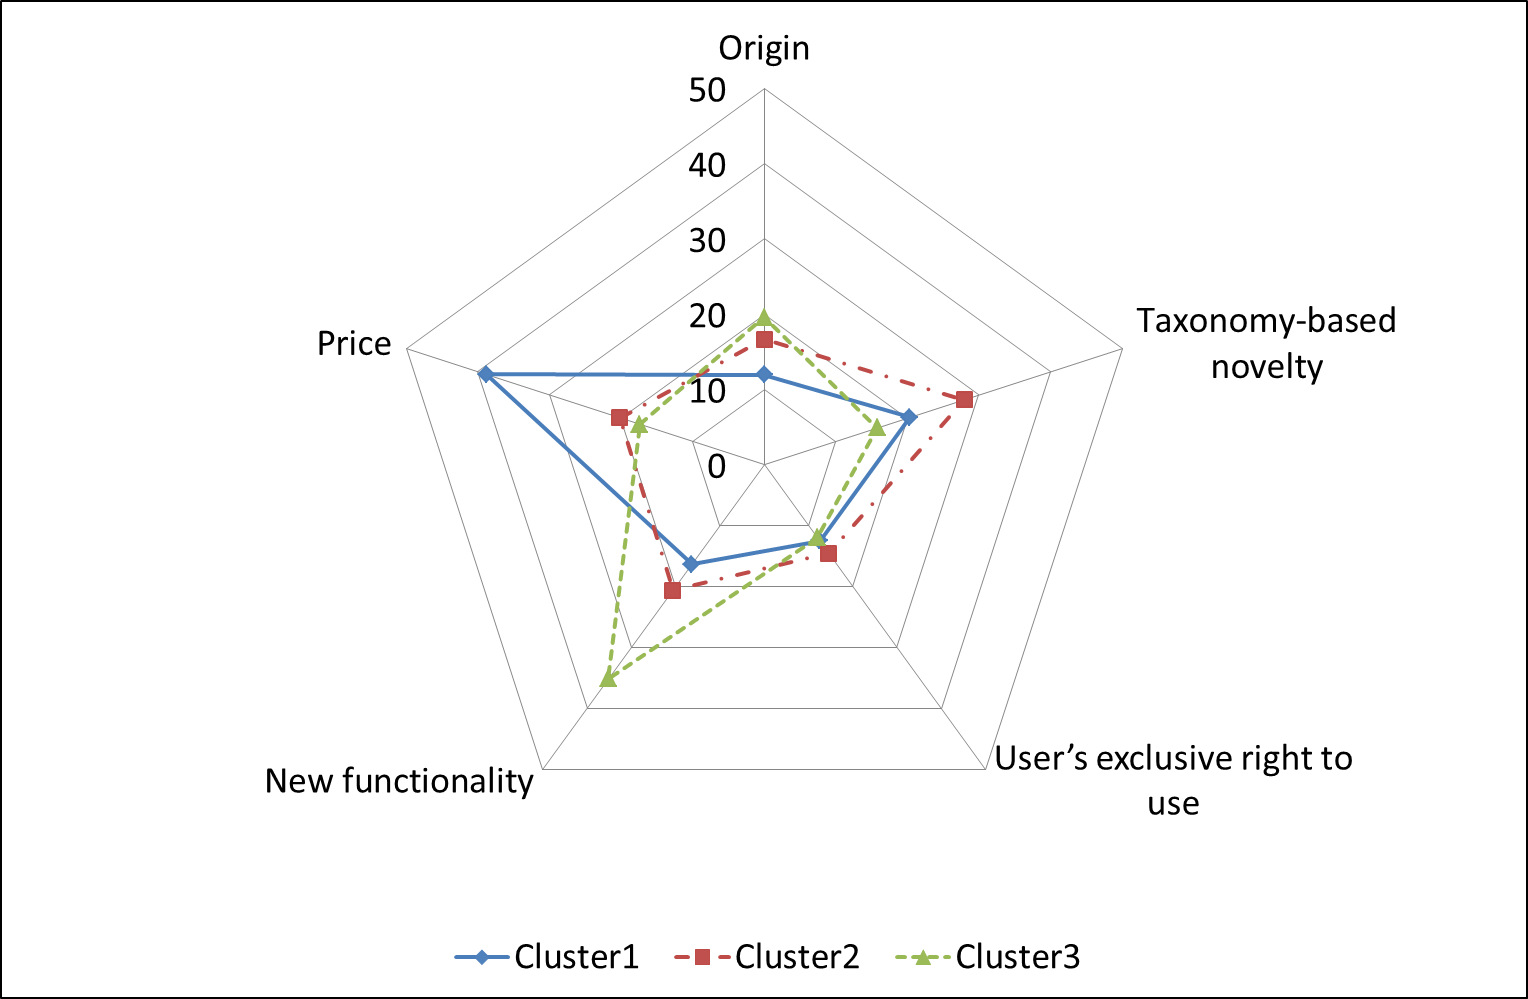 Origin
50
40
30
20
10
0
Taxonomy-based
novelty
Price
User’s exclusive right to
use
New functionality
Cluster1
Cluster2
Cluster3